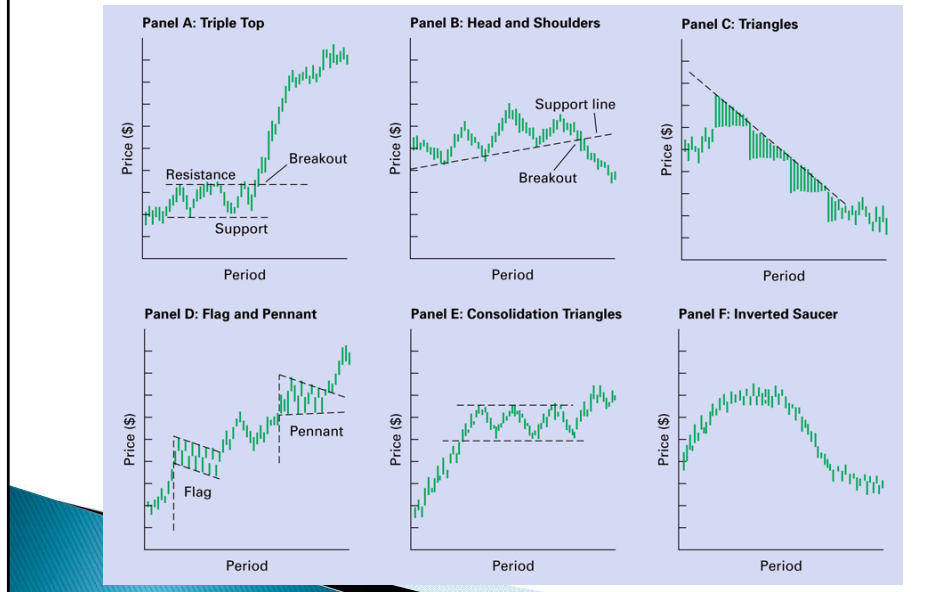 Panel A: Triple Top
Price ($)
Resistance
Breakout
Support
Period
Panel B: Head and Shoulders
Price ($)
Support line
Breakout
Period
Panel C: Triangles
Price ($)
Period
Panel D: Flag and Pennant
Price ($)
Flag
Pennant
Period
Panel E: Consolidation Triangles
Price ($)
Period
Panel F: Inverted Saucer
Price ($)
Period